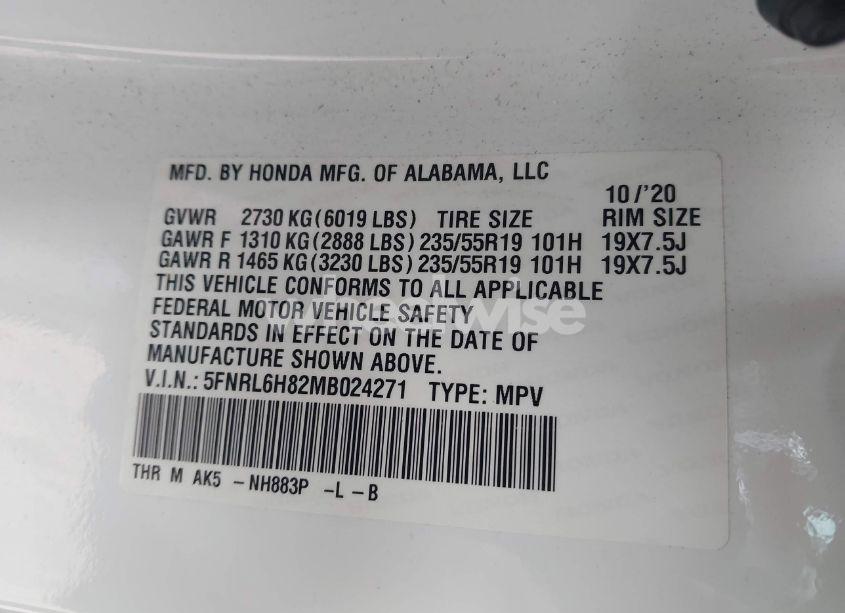 MFD. BY HONDA MFG. OF ALABAMA, LLC
10/'20
GVWR 2730 KG(6019 LBS) TIRE SIZE RIM SIZE
GAWR F 1310 KG(2888 LBS) 235/55R19 101H 19X7.5J
GAWR R 1465 KG(3230 LBS) 235/55R19 101H 19X7.5J
THIS VEHICLE CONFORMS TO ALL APPLICABLE
FEDERAL MOTOR VEHICLE SAFETY
STANDARDS IN EFFECT ON THE DATE OF
MANUFACTURE SHOWN ABOVE.
V.I.N.: 5FNRL6H82MB024271 TYPE: MPV
THR M AK5 -NH883P -L -B